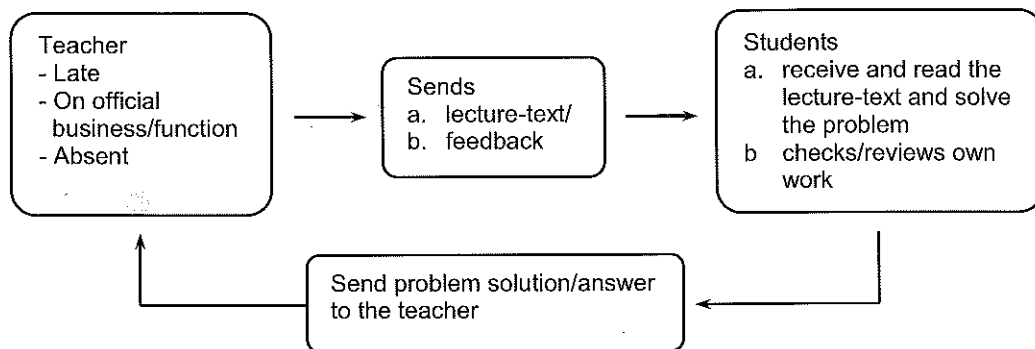 Teacher
- Late
- On official
business/function
- Absent
Sends
a. lecture-text/
b. feedback
Students
a. receive and read the
lecture-text and solve
the problem
b checks/reviews own
work
Send problem solution/answer
to the teacher